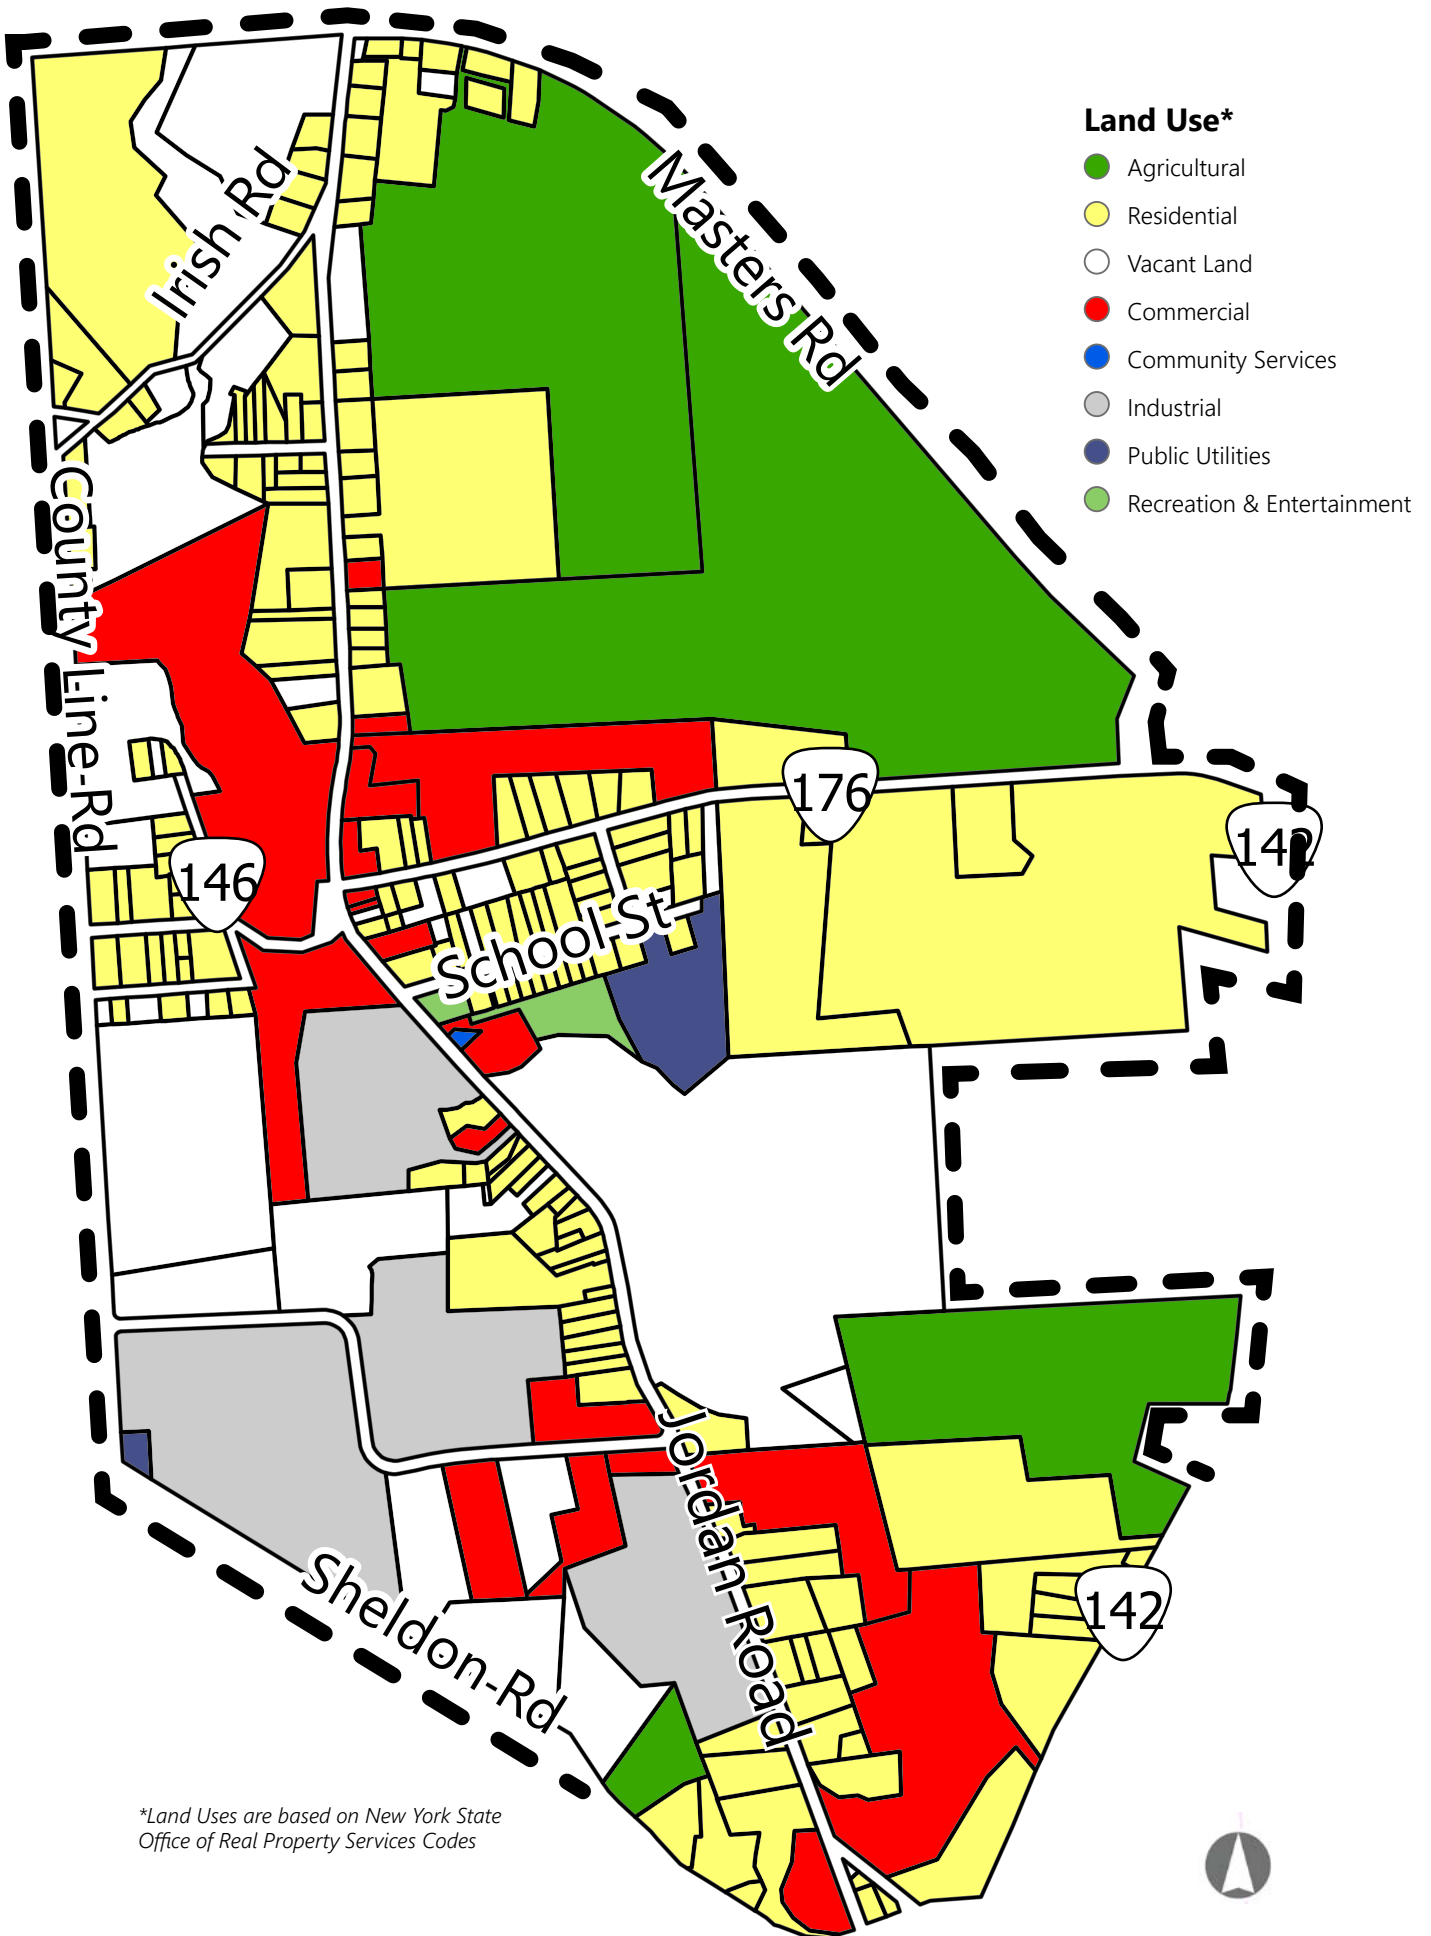 Land Use*
Agricultural
Residential
Vacant Land
Commercial
Community Services
Industrial
Public Utilities
Recreation & Entertainment
Irish Rd
Masters Rd
County Line Rd
176
142
146
School St
Jordan Road
Sheldon Rd
142
*Land Uses are based on New York State
Office of Real Property Services Codes